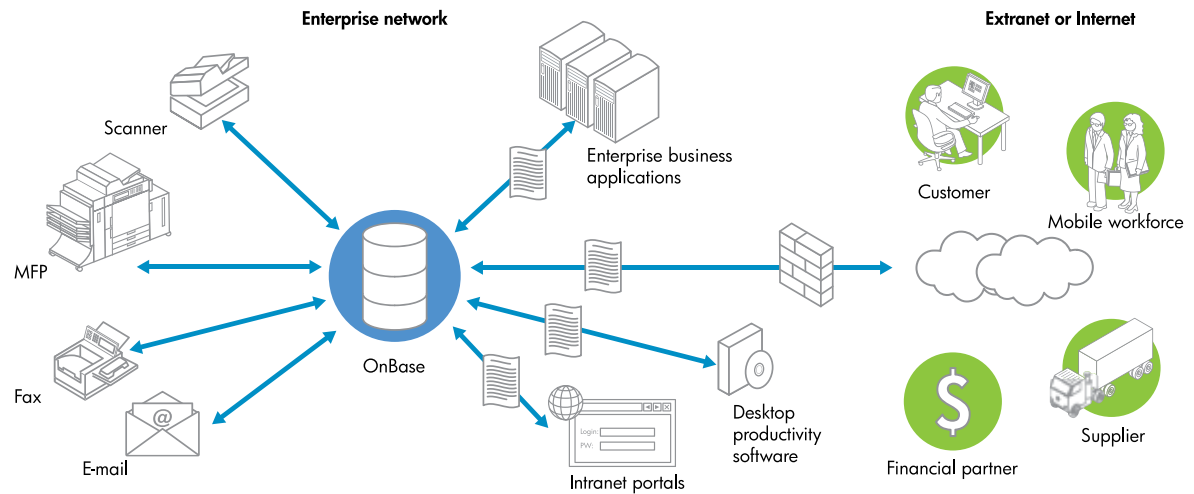 Enterprise network
Extranet or Internet
Scanner
Enterprise business
applications
Customer
Mobile workforce
MFP
OnBase
Fax
@
E-mail
Login:
PW:
Intranet portals
Desktop
productivity
software
$
Financial partner
Supplier